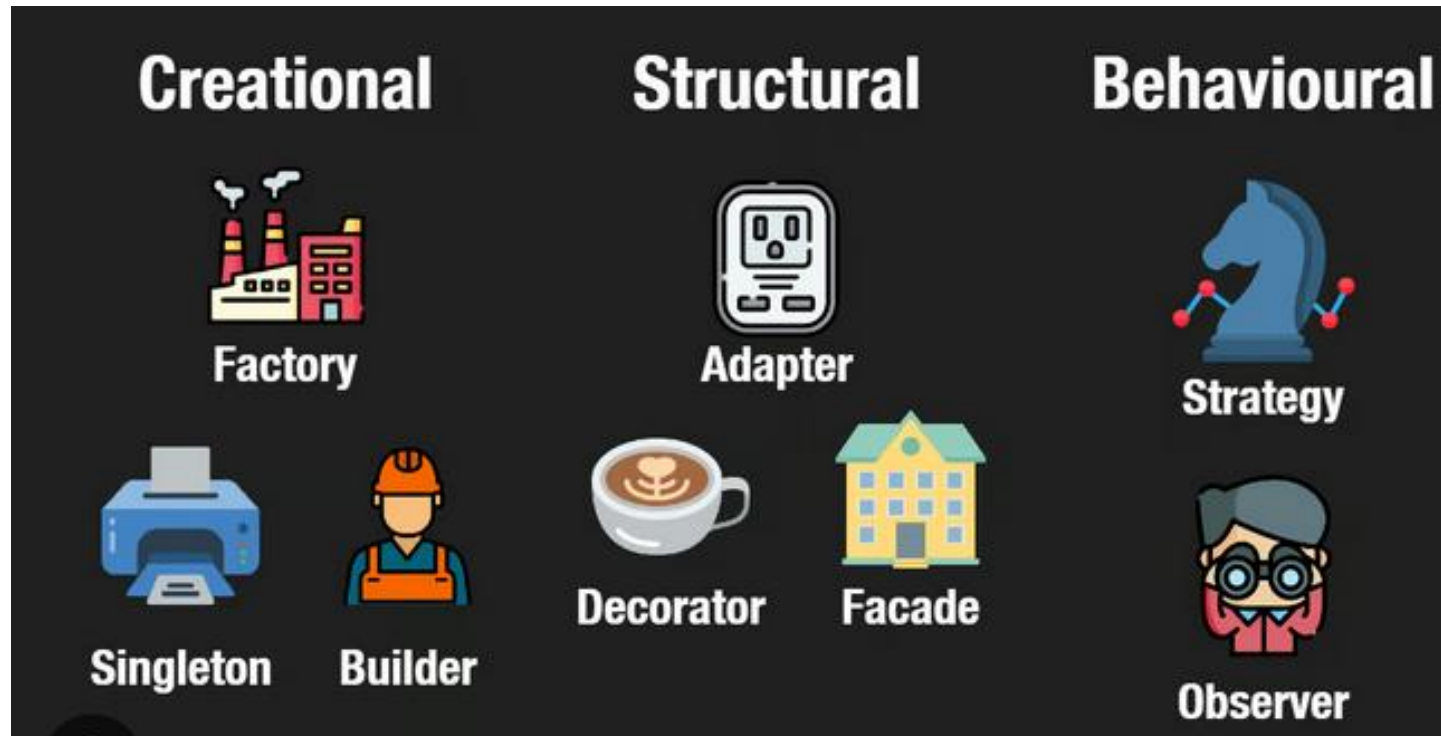 Creational
Structural
Behavioural
Factory
Adapter
Strategy
Singleton
Builder
Decorator
Facade
Observer